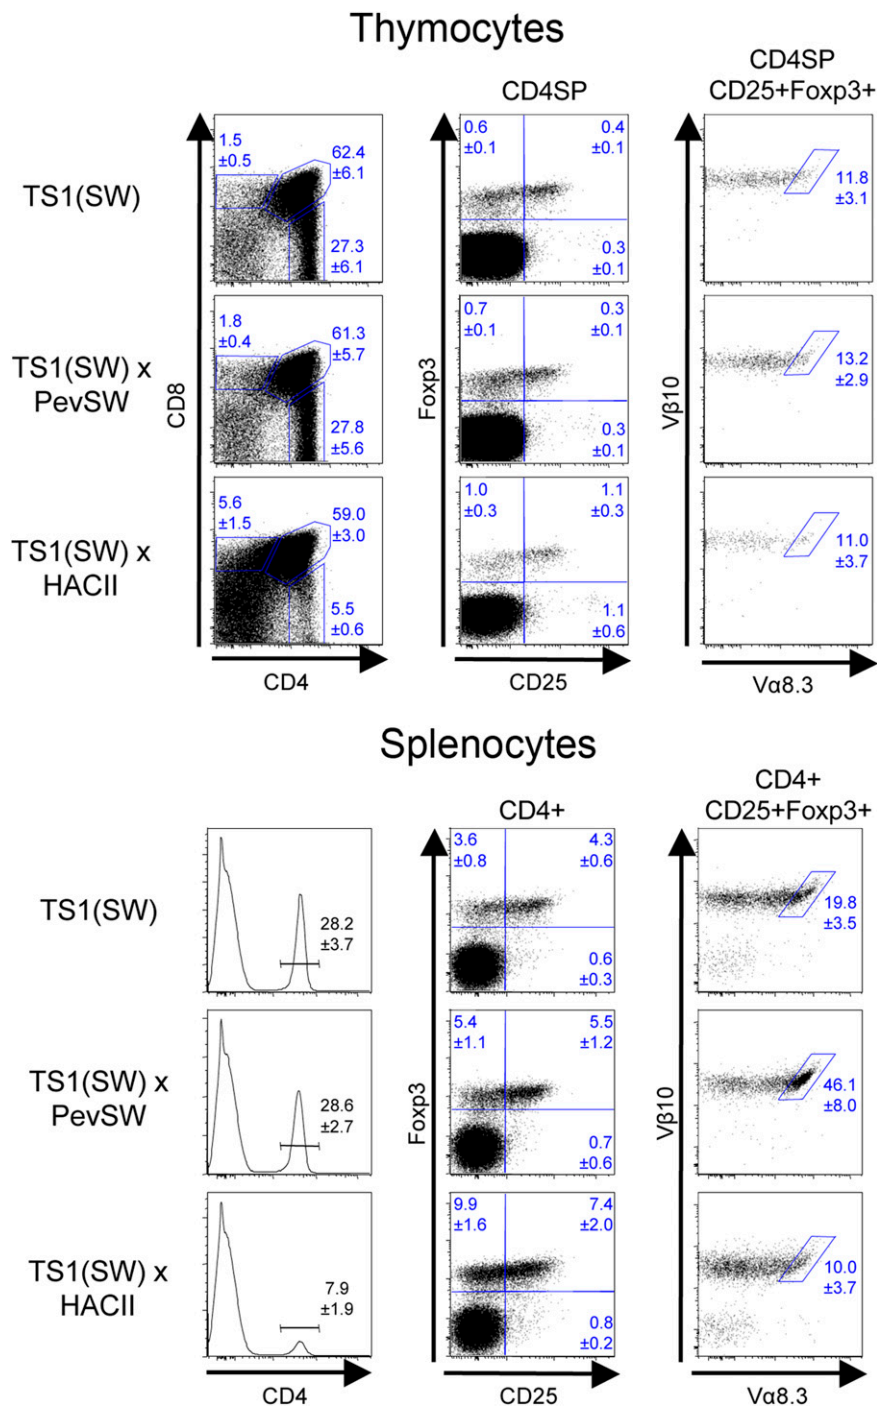 Thymocytes
CD4SP
CD4SP
CD25+Foxp3+
TS1(SW)
1.5
±0.5
62.4
±6.1
27.3
±6.1
0.6
±0.1
0.4
±0.1
0.3
±0.1
11.8
±3.1
TS1(SW) x
PevSW
1.8
±0.4
61.3
±5.7
27.8
±5.6
0.7
±0.1
0.3
±0.1
0.3
±0.1
13.2
±2.9
TS1(SW) x
HACII
5.6
±1.5
59.0
±3.0
5.5
±0.6
1.0
±0.3
1.1
±0.3
1.1
±0.6
11.0
±3.7
CD8
Foxp3
Vβ10
CD4
CD25
Vα8.3
Splenocytes
CD4+
CD4+
CD25+Foxp3+
TS1(SW)
28.2
±3.7
3.6
±0.8
4.3
±0.6
0.6
±0.3
19.8
±3.5
TS1(SW) x
PevSW
28.6
±2.7
5.4
±1.1
5.5
±1.2
0.7
±0.6
46.1
±8.0
TS1(SW) x
HACII
7.9
±1.9
9.9
±1.6
7.4
±2.0
0.8
±0.2
10.0
±3.7
Foxp3
Vβ10
CD4
CD25
Vα8.3